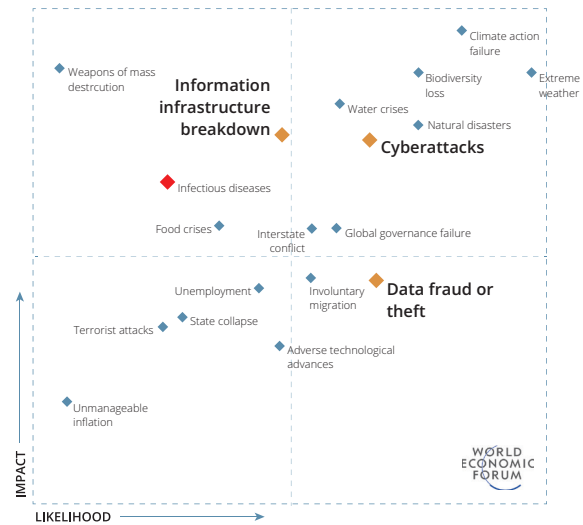 Climate action
failure
Weapons of mass
destrcution
Biodiversity
loss
Extreme
weather
Information
infrastructure
breakdown
Water crises
Natural disasters
Cyberattacks
Infectious diseases
Food crises
Interstate
conflict
Global governance failure
Unemployment
Involuntary
migration
Data fraud or
theft
State collapse
Terrorist attacks
Adverse technological
advances
Unmanageable
inflation
WORLD
ECONOMIC
FORUM
IMPACT
LIKELIHOOD